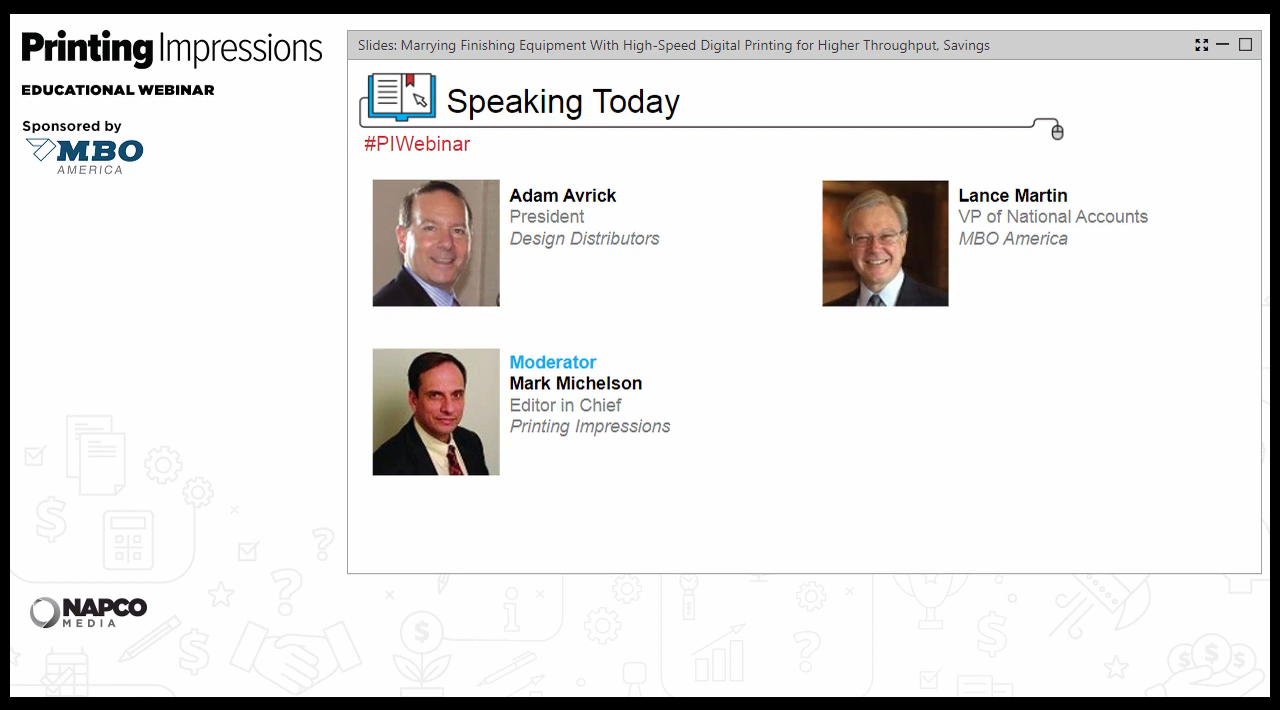 Printing Impressions
EDUCATIONAL WEBINAR
Sponsored by
MBO
AMERICA
Slides: Marrying Finishing Equipment With High-Speed Digital Printing for Higher Throughput, Savings
Speaking Today
#PIWebinar
Adam Avrick
President
Design Distributors
Lance Martin
VP of National Accounts
MBO America
Moderator
Mark Michelson
Editor in Chief
Printing Impressions
NAPCO
MEDIA